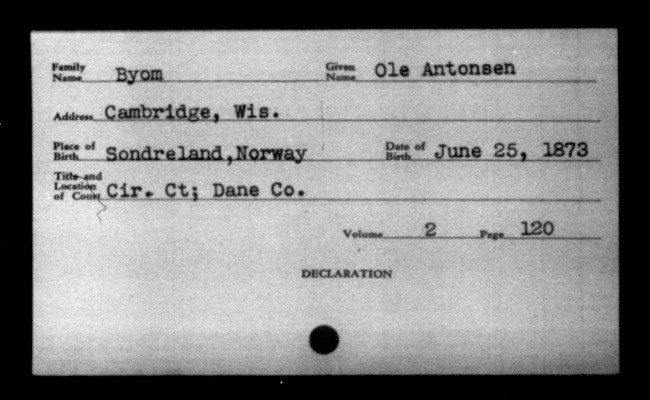 Family Name Byom Given Name Ole Antonsen
Address Cambridge, Wis.
Place of Birth Sondreland,Norway Date of Birth June 25, 1873
Title and Location of Court Cir. Ct; Dane Co.
Volume 2 Page 120
DECLARATION